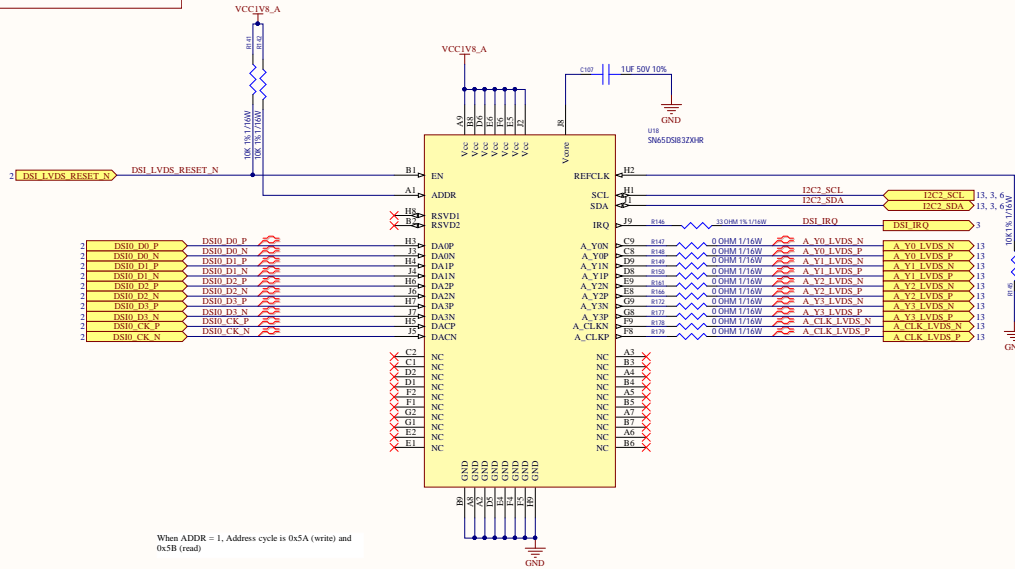 VCC1V8_A
R141
R142
10K 1% 1/16W
10K 1% 1/16W
VCC1V8_A
C107
1UF 50V 10%
GND
U18
SN65DSI83ZXHR
A9
B8
D6
E6
F6
E5
J2
J8
Vcc
Vcc
Vcc
Vcc
Vcc
Vcc
Vcc
Vcore
2 DSI_LVDS_RESET_N DSI_LVDS_RESET_N B1 EN
A1 ADDR
H8 RSVD1
B2 RSVD2
2 DSI0_D0_P DSI0_D0_P H3 DA0P
2 DSI0_D0_N DSI0_D0_N J3 DA0N
2 DSI0_D1_P DSI0_D1_P H4 DA1P
2 DSI0_D1_N DSI0_D1_N J4 DA1N
2 DSI0_D2_P DSI0_D2_P H6 DA2P
2 DSI0_D2_N DSI0_D2_N J6 DA2N
2 DSI0_D3_P DSI0_D3_P H7 DA3P
2 DSI0_D3_N DSI0_D3_N J7 DA3N
2 DSI0_CK_P DSI0_CK_P H5 DACP
2 DSI0_CK_N DSI0_CK_N J5 DACN
C2 NC
C1 NC
D2 NC
D1 NC
F2 NC
F1 NC
G2 NC
G1 NC
E2 NC
E1 NC
REFCLK H2
SCL H1 I2C2_SCL I2C2_SCL 13, 3, 6
SDA J1 I2C2_SDA I2C2_SDA 13, 3, 6
IRQ J9 R146 33 OHM 1% 1/16W DSI_IRQ DSI_IRQ 3
A_Y0N C9 R147 0 OHM 1/16W A_Y0_LVDS_N A_Y0_LVDS_N 13
A_Y0P C8 R148 0 OHM 1/16W A_Y0_LVDS_P A_Y0_LVDS_P 13
A_Y1N D9 R149 0 OHM 1/16W A_Y1_LVDS_N A_Y1_LVDS_N 13
A_Y1P D8 R150 0 OHM 1/16W A_Y1_LVDS_P A_Y1_LVDS_P 13
A_Y2N E9 R161 0 OHM 1/16W A_Y2_LVDS_N A_Y2_LVDS_N 13
A_Y2P E8 R166 0 OHM 1/16W A_Y2_LVDS_P A_Y2_LVDS_P 13
A_Y3N G9 R172 0 OHM 1/16W A_Y3_LVDS_N A_Y3_LVDS_N 13
A_Y3P G8 R177 0 OHM 1/16W A_Y3_LVDS_P A_Y3_LVDS_P 13
A_CLKN F9 R178 0 OHM 1/16W A_CLK_LVDS_N A_CLK_LVDS_N 13
A_CLKP F8 R179 0 OHM 1/16W A_CLK_LVDS_P A_CLK_LVDS_P 13
NC A3
NC B3
NC A4
NC B4
NC A5
NC B5
NC A7
NC B7
NC A6
NC B6
10K 1% 1/16W
R145
GND
GND
GND
GND
GND
GND
GND
GND
B9
A8
A2
D5
E4
F4
F5
H9
GND
When ADDR = 1, Address cycle is 0x5A (write) and
0x5B (read)